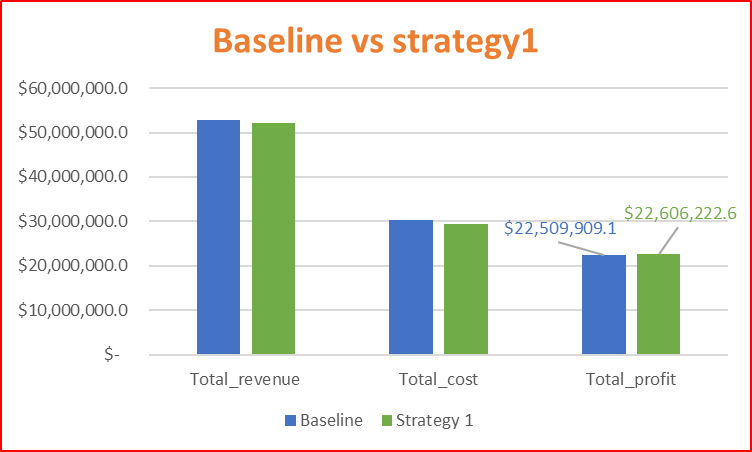 Baseline vs strategy1
$60,000,000.0
$50,000,000.0
$40,000,000.0
$30,000,000.0
$20,000,000.0
$10,000,000.0
$-
$22,509,909.1
$22,606,222.6
Total_revenue
Total_cost
Total_profit
Baseline
Strategy 1